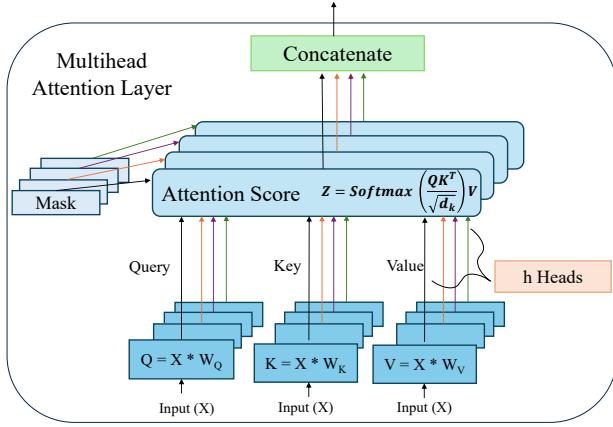 Multihead
Attention Layer
Concatenate
Mask
Attention Score Z = Softmax (QK^T / √d_k) V
Query
Key
Value
h Heads
Q = X * W_Q
K = X * W_K
V = X * W_V
Input (X)
Input (X)
Input (X)